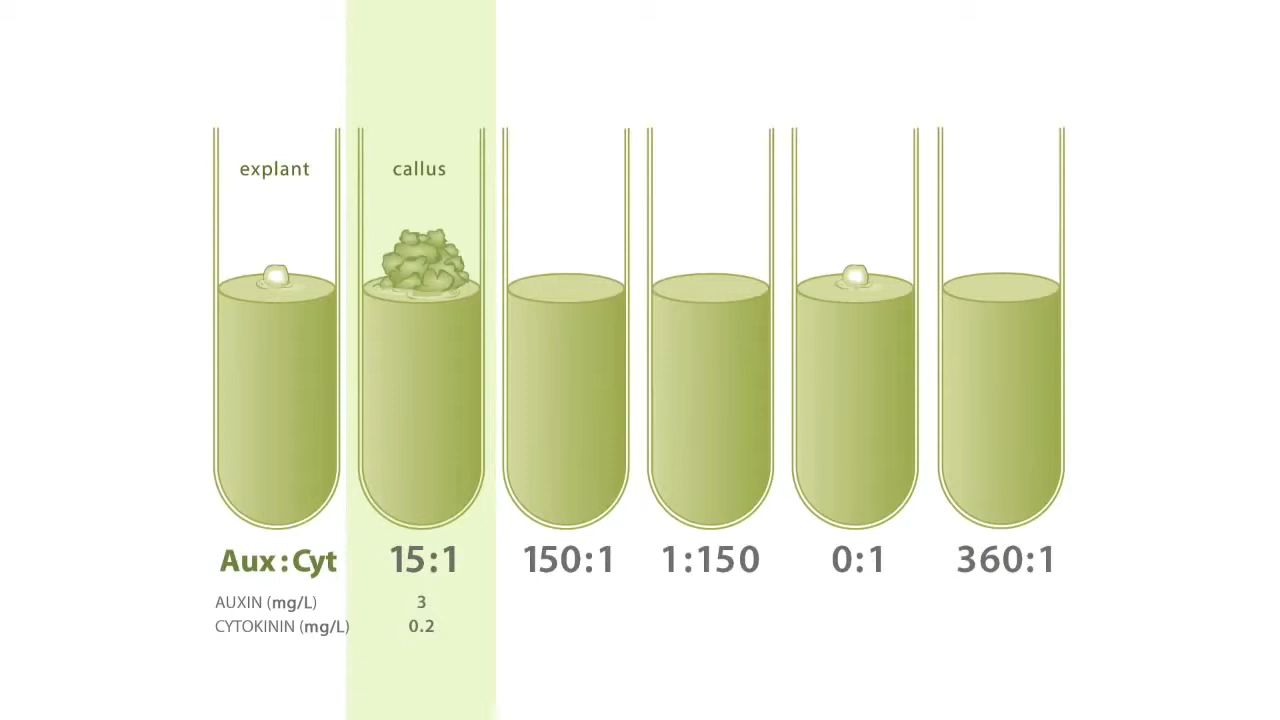 explant callus
Aux:Cyt 15:1 150:1 1:150 0:1 360:1
AUXIN (mg/L) 3
CYTOKININ (mg/L) 0.2